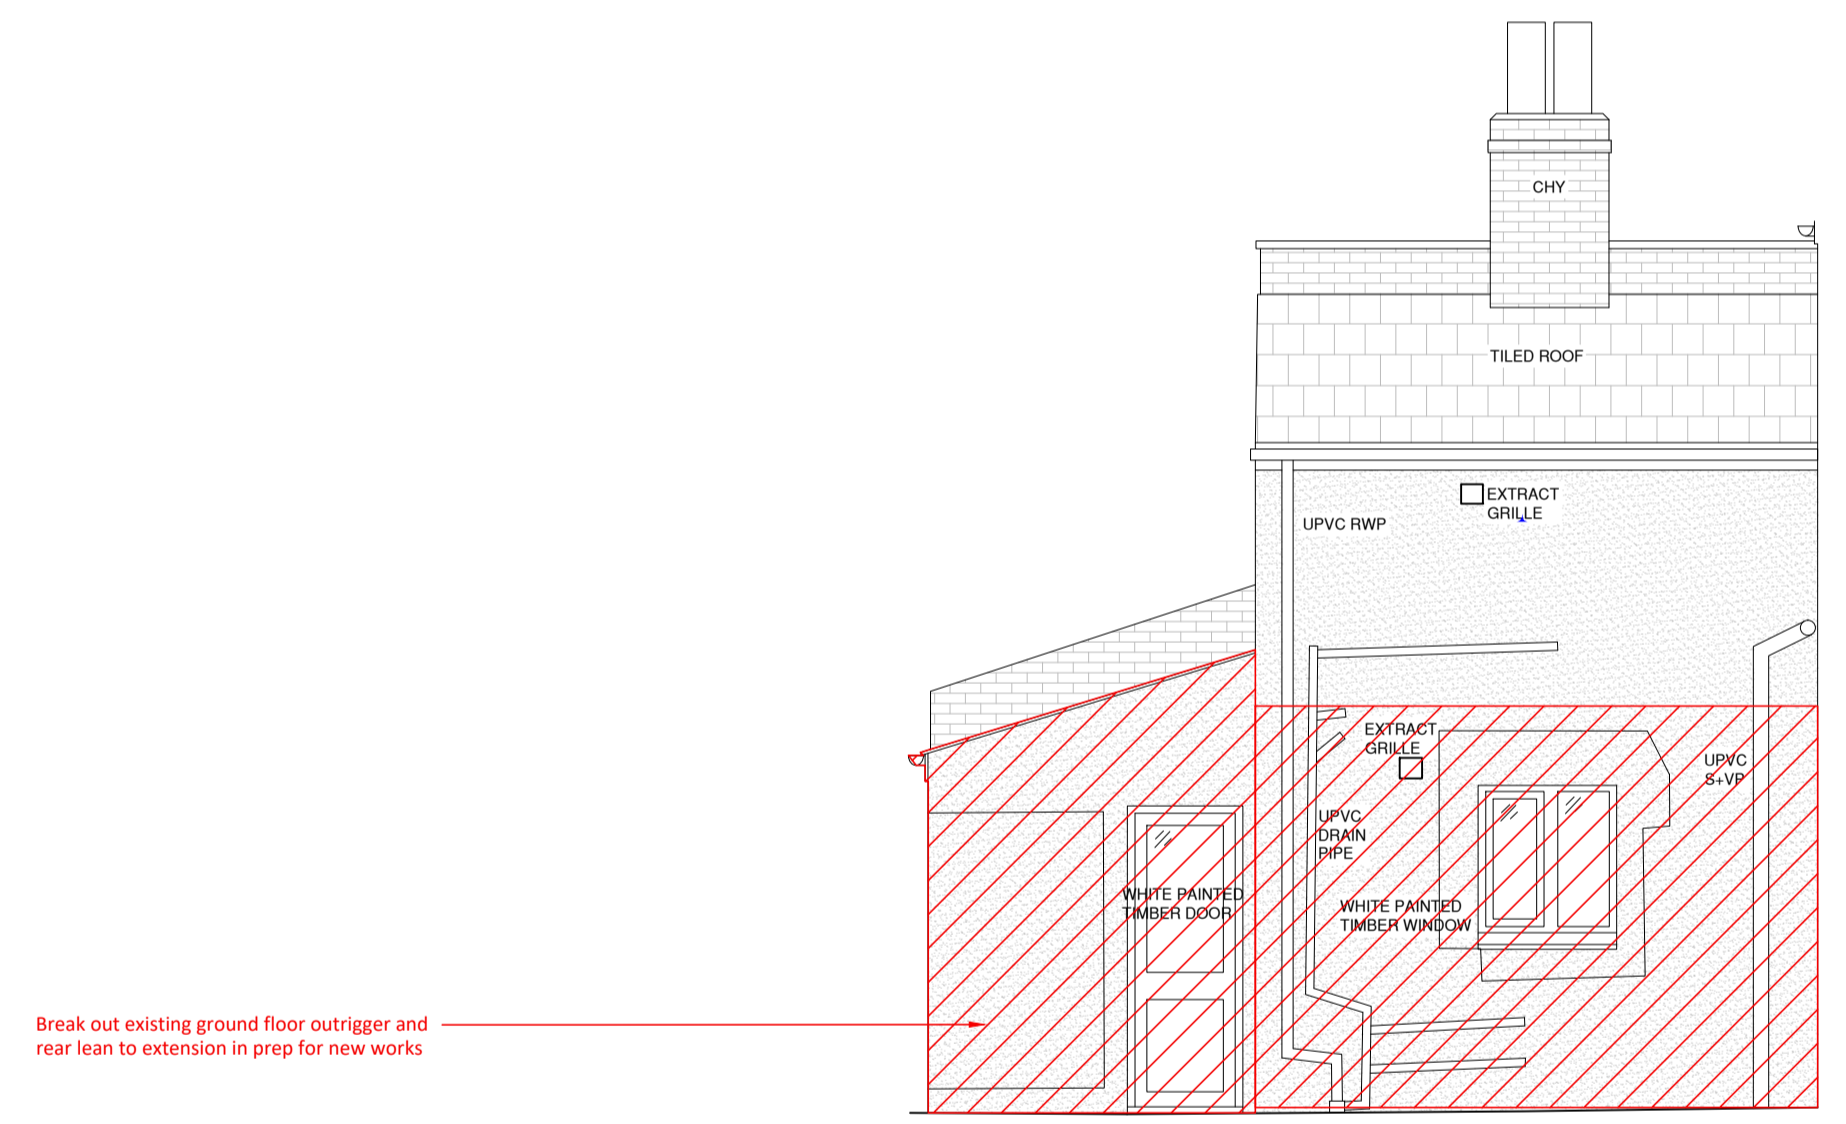 CHY
TILED ROOF
EXTRACT
GRILLE
UPVC RWP
EXTRACT
GRILLE
UPVC
S+VP
UPVC
DRAIN
PIPE
WHITE PAINTED
TIMBER DOOR
WHITE PAINTED
TIMBER WINDOW
Break out existing ground floor outrigger and
rear lean to extension in prep for new works